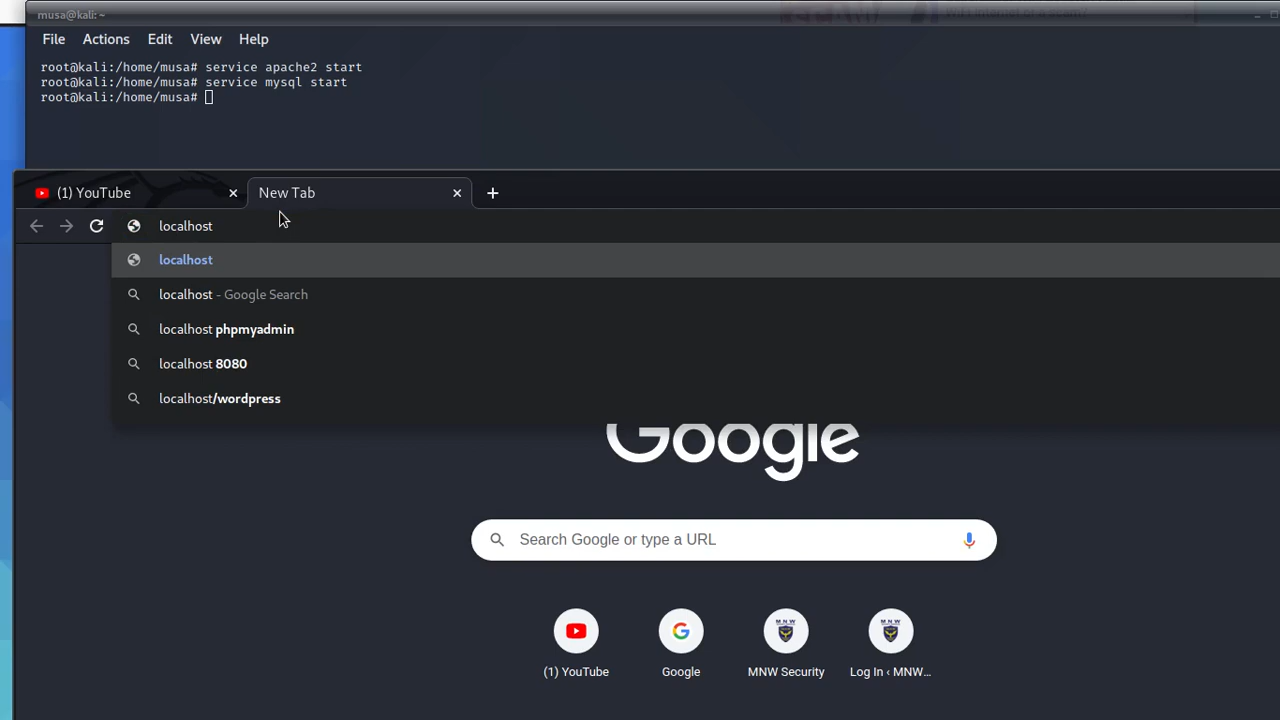 musa@kali: ~
File Actions Edit View Help
root@kali:/home/musa# service apache2 start
root@kali:/home/musa# service mysql start
root@kali:/home/musa#
(1) YouTube
New Tab
localhost
localhost
localhost - Google Search
localhost phpmyadmin
localhost 8080
localhost/wordpress
Google
Search Google or type a URL
MNW
MNW
(1) YouTube
Google
MNW Security
Log In ‹ MNW...